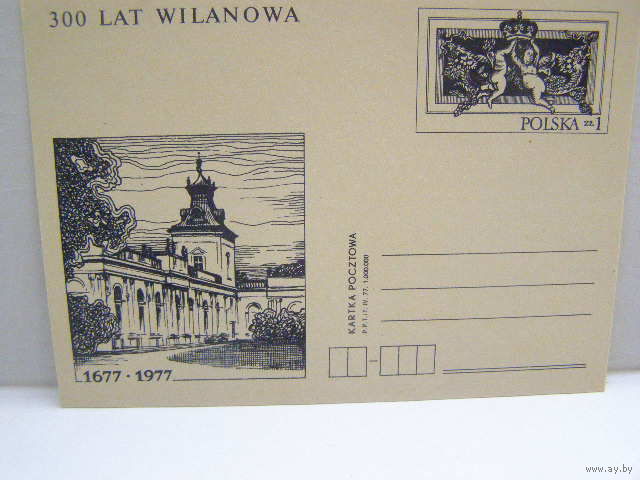 300 LAT WILANOWA
POLSKA zł 1
KARTKA POCZTOWA
1677 · 1977
www.ay.by